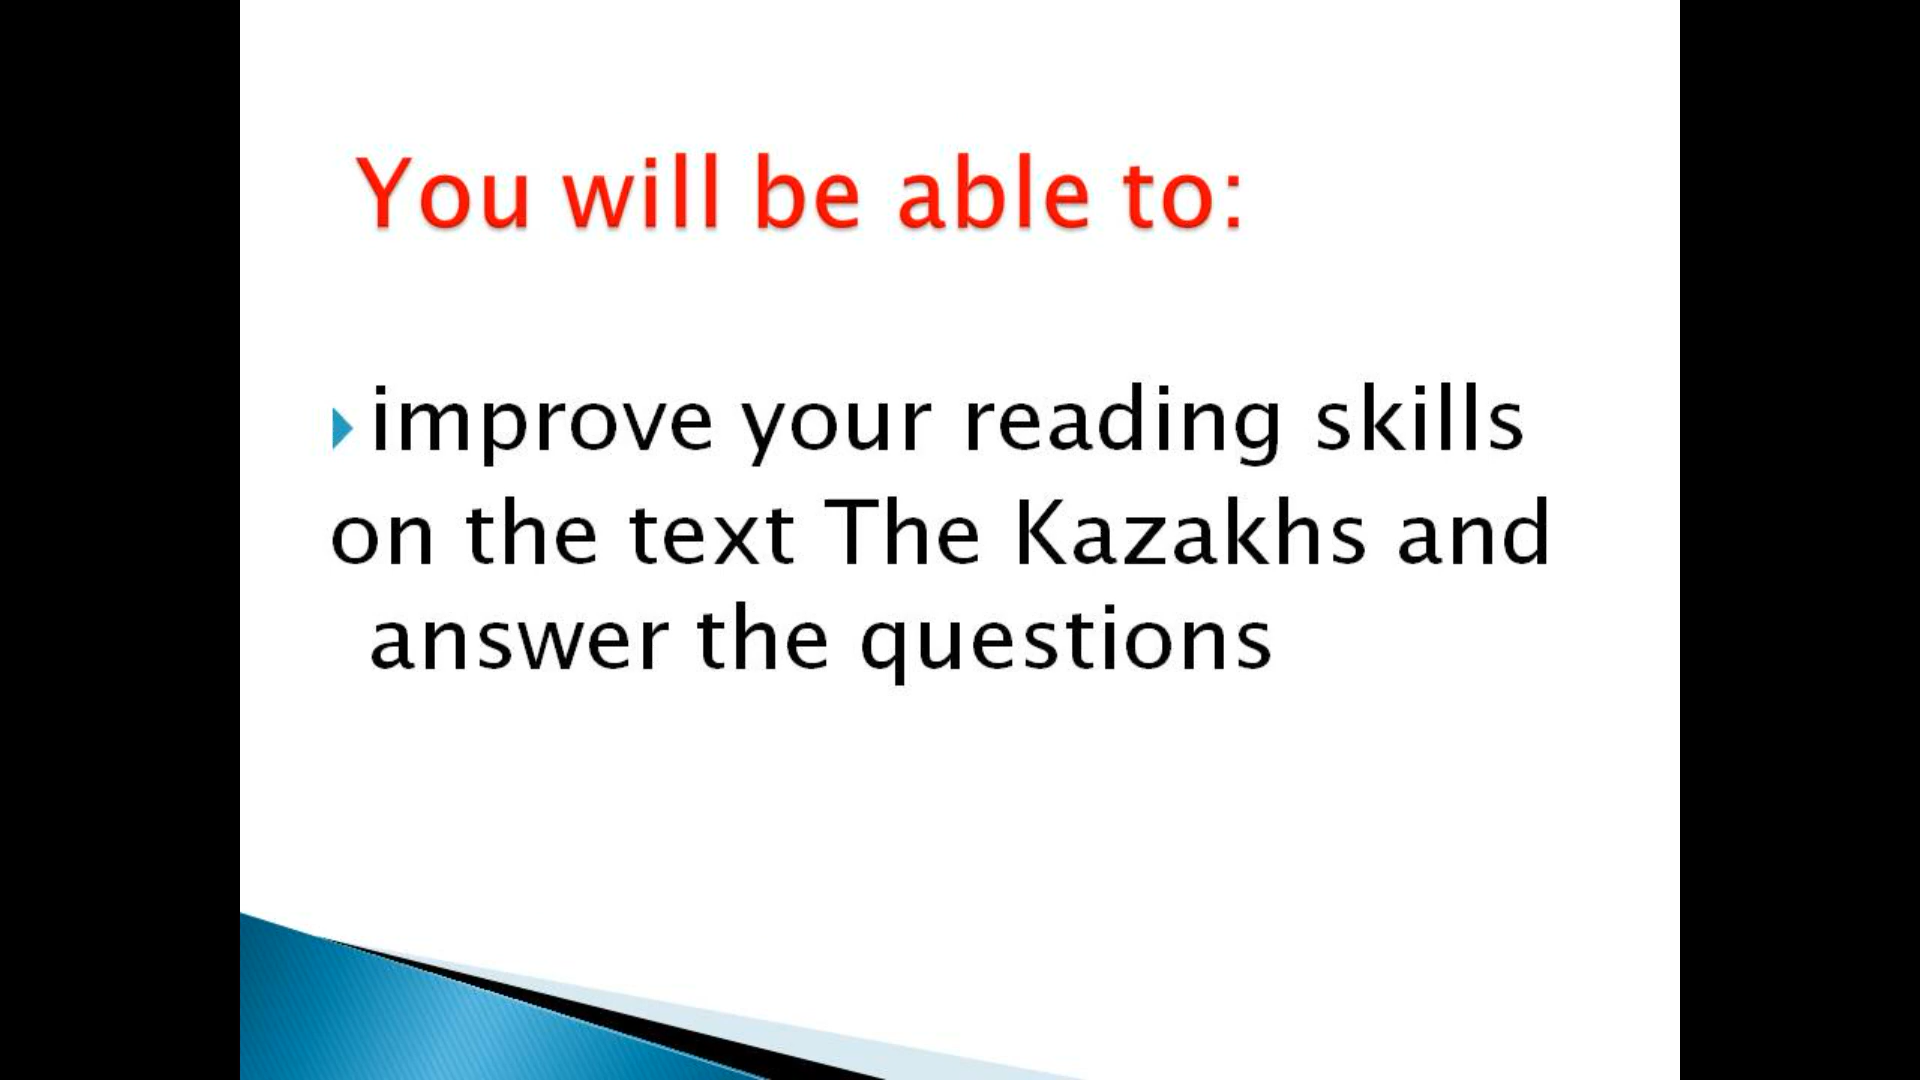 You will be able to:
improve your reading skills
on the text The Kazakhs and
answer the questions